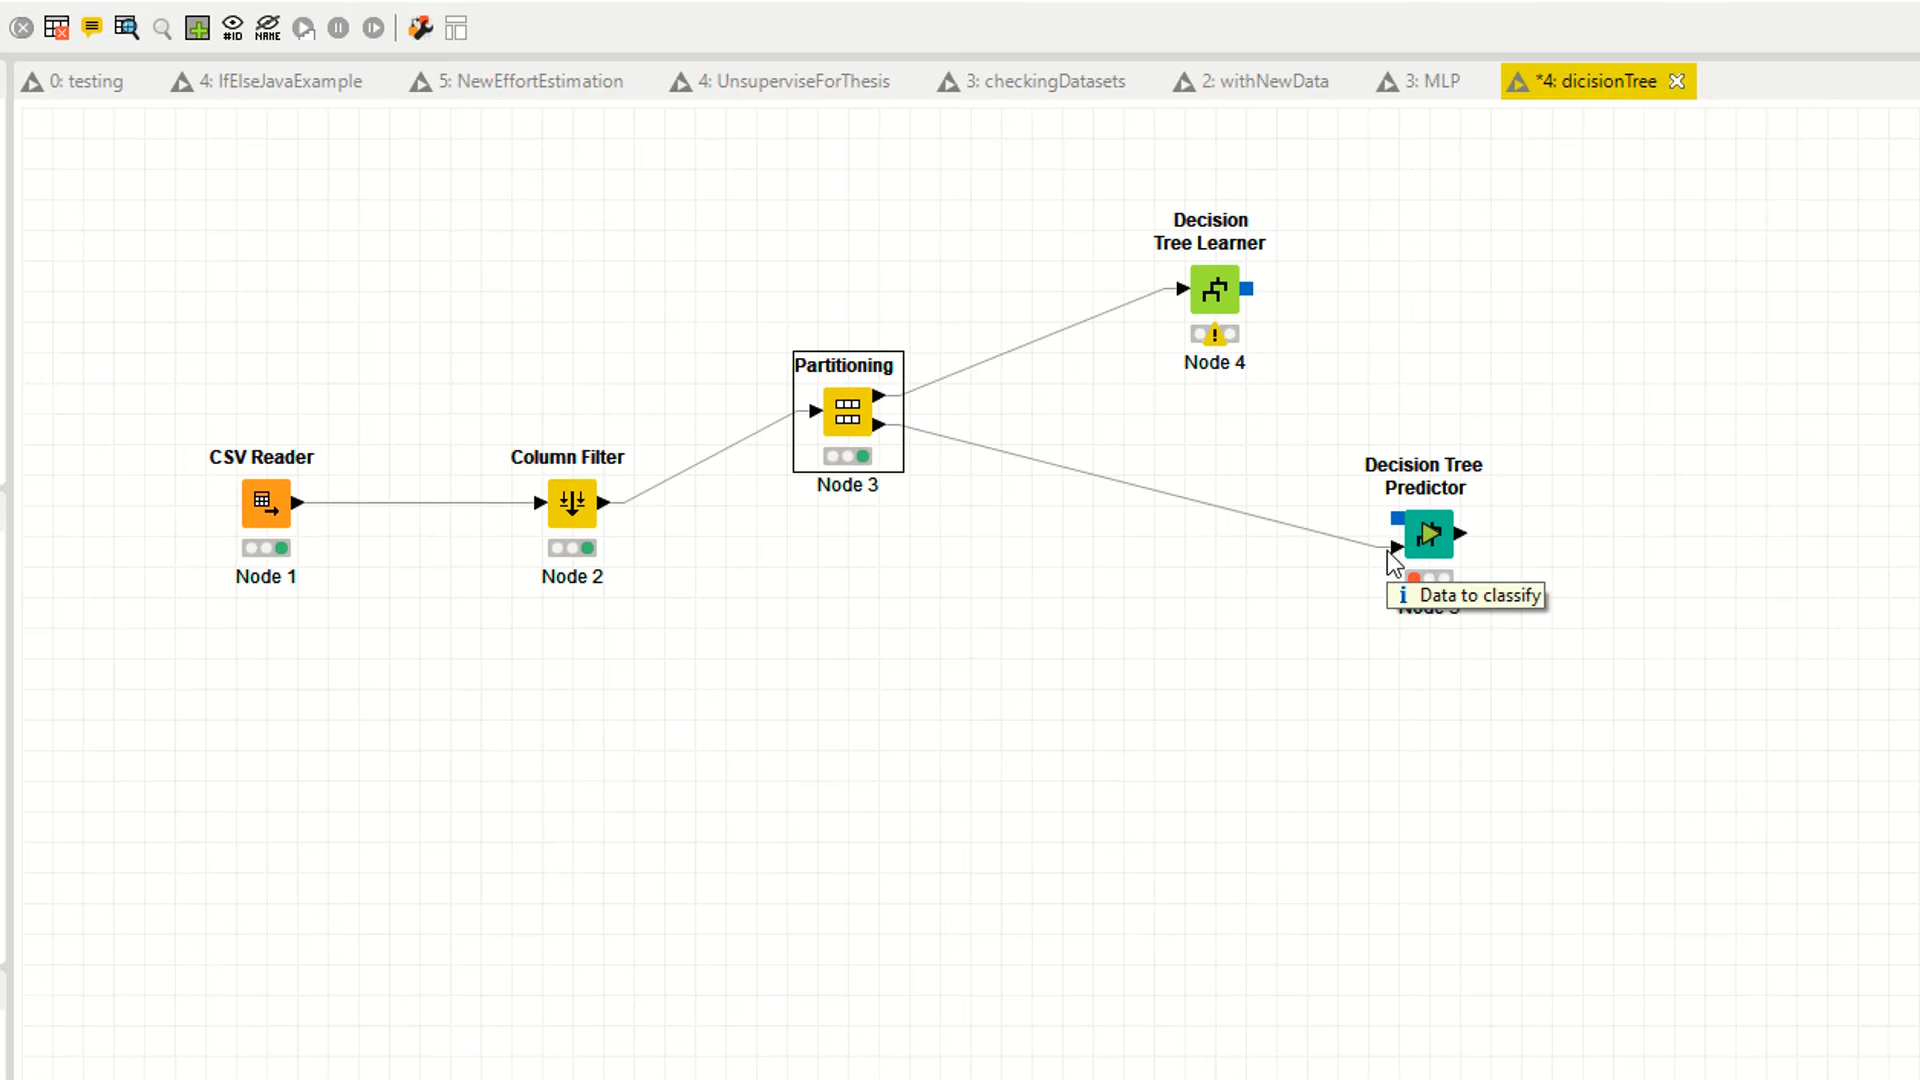 #ID
NAME
0: testing
4: IfElseJavaExample
5: NewEffortEstimation
4: UnsuperviseForThesis
3: checkingDatasets
2: withNewData
3: MLP
*4: dicisionTree
Decision
Tree Learner
Node 4
Partitioning
Node 3
CSV Reader
Node 1
Column Filter
Node 2
Decision Tree
Predictor
Data to classify